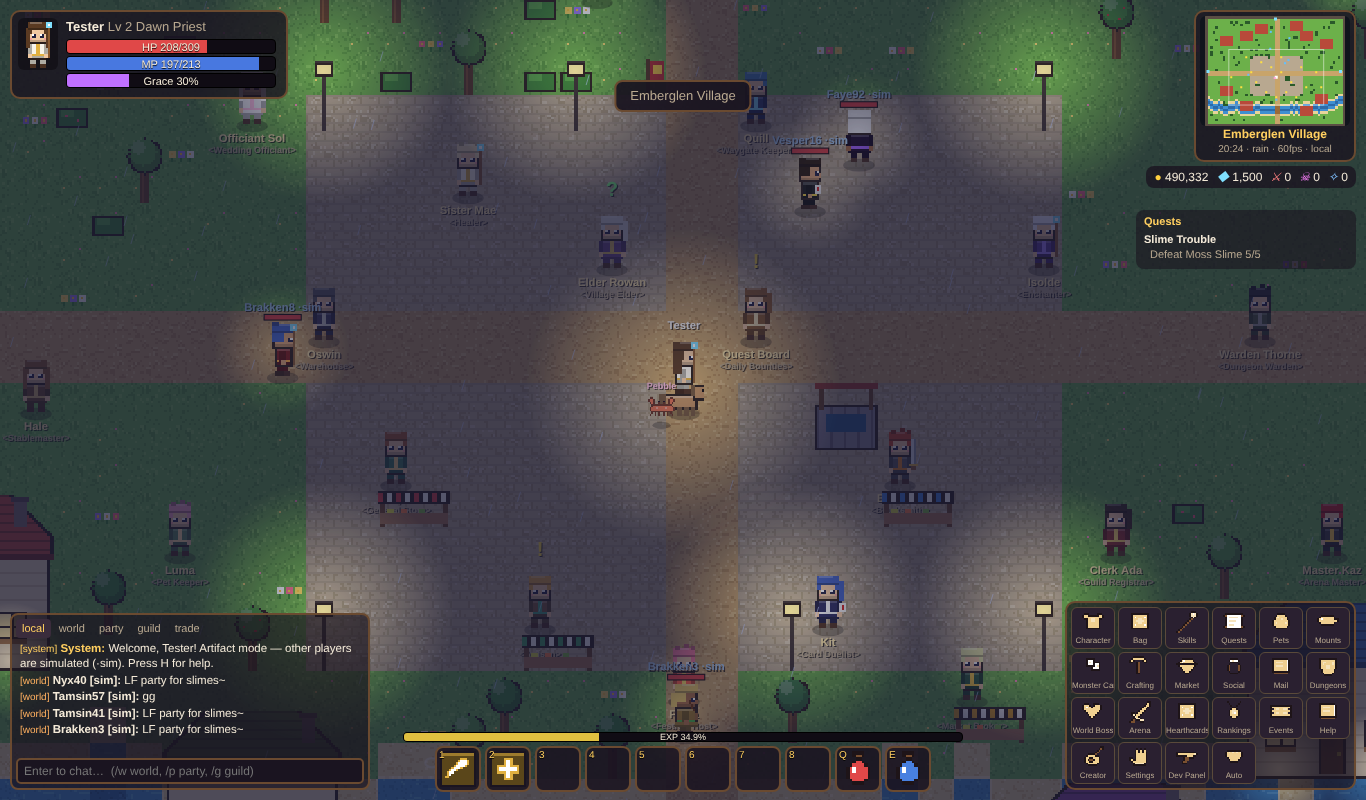 Tester Lv 2 Dawn Priest
HP 208/309
MP 197/213
Grace 30%
Emberglen Village
Emberglen Village
20:24 · rain · 60fps · local
490,332 1,500 0 0 0
Quests
Slime Trouble
Defeat Moss Slime 5/5
Officiant Sol
<Wedding Officiant>
Quill
<Waygate Keeper>
Faye92 ·sim
Vesper16 ·sim
Sister Mae
<Healer>
?
Elder Rowan
<Village Elder>
!
Isolde
<Enchanter>
Brakken8 ·sim
Oswin
<Warehouse>
Tester
Quest Board
<Daily Bounties>
Warden Thorne
<Dungeon Warden>
Pebble
Hale
<Stablemaster>
Luma
<Pet Keeper>
!
Clerk Ada
<Guild Registrar>
Master Kaz
<Arena Master>
Kit
<Card Duelist>
Brakken3 ·sim
local world party guild trade
[system] System: Welcome, Tester! Artifact mode — other players
are simulated (·sim). Press H for help.
[world] Nyx40 [sim]: LF party for slimes~
[world] Tamsin57 [sim]: gg
[world] Tamsin41 [sim]: LF party for slimes~
[world] Brakken3 [sim]: LF party for slimes~
Enter to chat… (/w world, /p party, /g guild)
EXP 34.9%
1 2 3 4 5 6 7 8 Q E
Character Bag Skills Quests Pets Mounts
Monster Ca Crafting Market Social Mail Dungeons
World Boss Arena Hearthcards Rankings Events Help
Creator Settings Dev Panel Auto